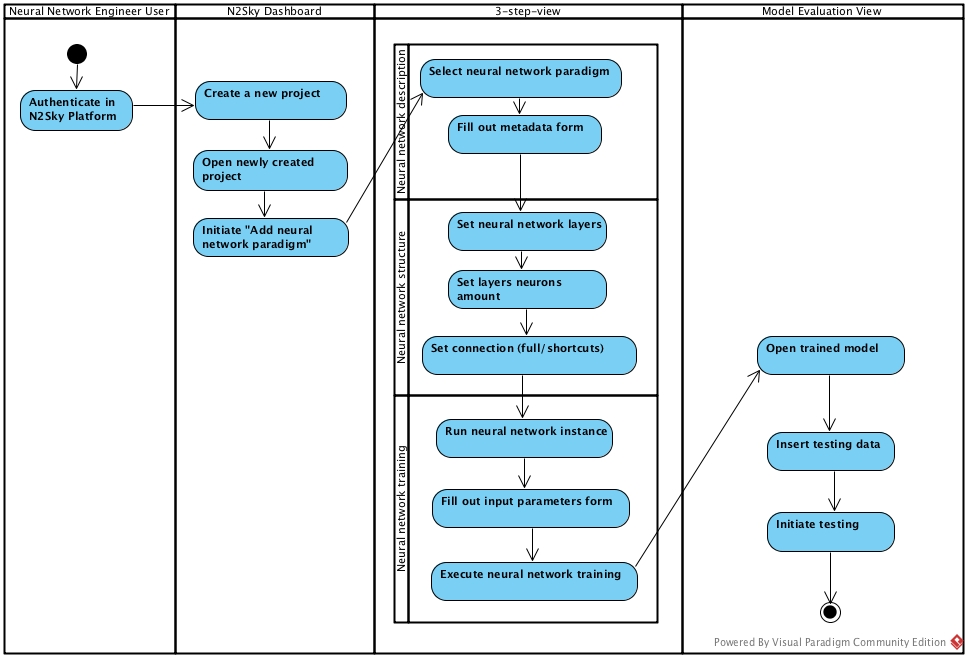 Neural Network Engineer User
N2Sky Dashboard
3-step-view
Model Evaluation View
Authenticate in
N2Sky Platform
Create a new project
Open newly created
project
Initiate "Add neural
network paradigm"
Neural network description
Select neural network paradigm
Fill out metadata form
Neural network structure
Set neural network layers
Set layers neurons
amount
Set connection (full/shortcuts)
Neural network training
Run neural network instance
Fill out input parameters form
Execute neural network training
Open trained model
Insert testing data
Initiate testing
Powered By Visual Paradigm Community Edition